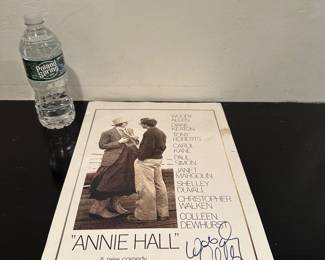 Poland
Spring
WOODY
ALLEN
DIANE
KEATON
TONY
ROBERTS
CAROL
KANE
PAUL
SIMON
JANET
MARGOLIN
SHELLEY
DUVALL
CHRISTOPHER
WALKEN
COLLEEN
DEWHURST
"ANNIE HALL"
A new comedy